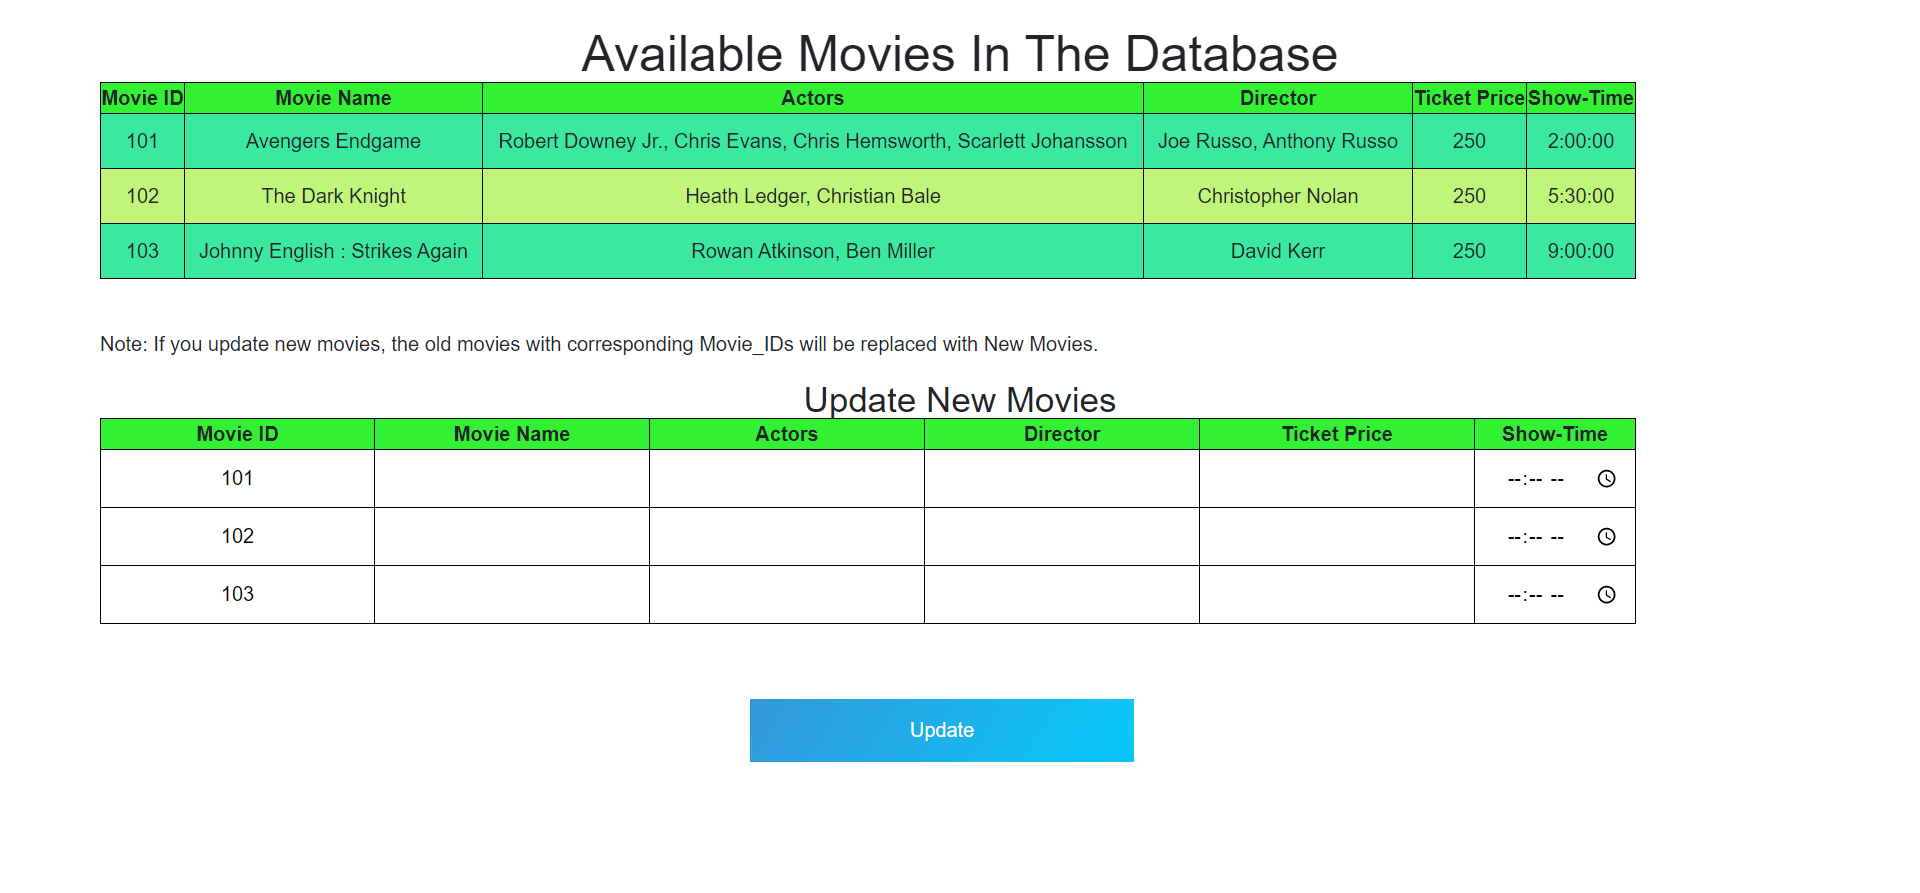 Available Movies In The Database
Movie ID Movie Name Actors Director Ticket Price Show-Time
101 Avengers Endgame Robert Downey Jr., Chris Evans, Chris Hemsworth, Scarlett Johansson Joe Russo, Anthony Russo 250 2:00:00
102 The Dark Knight Heath Ledger, Christian Bale Christopher Nolan 250 5:30:00
103 Johnny English : Strikes Again Rowan Atkinson, Ben Miller David Kerr 250 9:00:00
Note: If you update new movies, the old movies with corresponding Movie_IDs will be replaced with New Movies.
Update New Movies
Movie ID Movie Name Actors Director Ticket Price Show-Time
101 --:-- --
102 --:-- --
103 --:-- --
Update